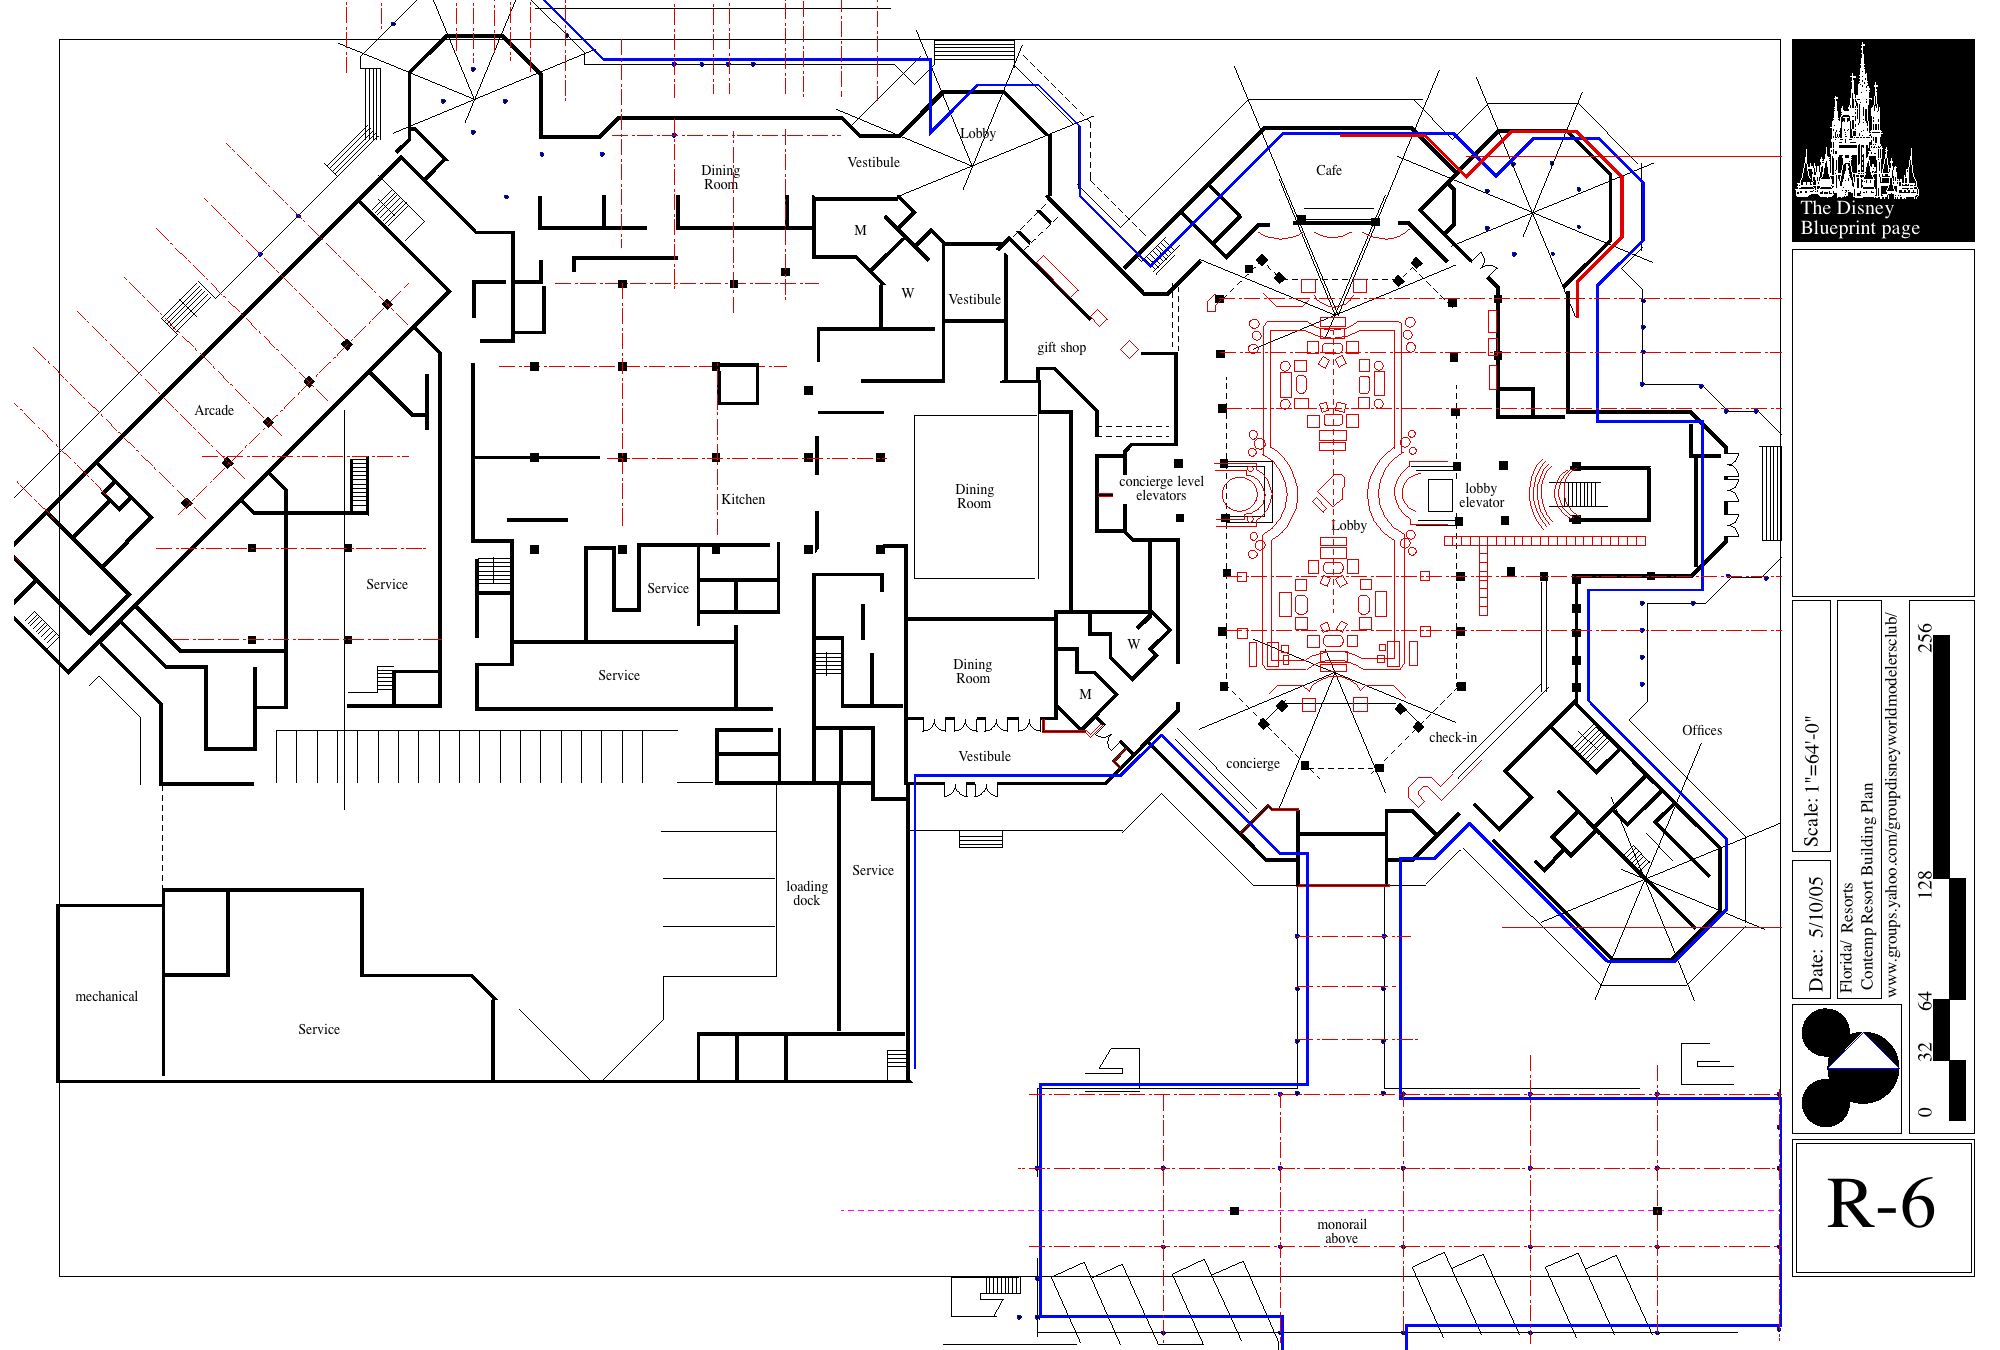 Lobby
Vestibule
Dining
Room
Cafe
M
W
Vestibule
gift shop
Arcade
concierge level
elevators
lobby
elevator
Dining
Room
Kitchen
Lobby
Service
Service
W
Dining
Room
Service
M
Vestibule
check-in
concierge
Offices
loading
dock
Service
mechanical
Service
monorail
above
The Disney
Blueprint page
Scale: 1"=64'-0"
Date: 5/10/05
Florida/ Resorts
Contemp Resort Building Plan
www.groups.yahoo.com/groupdisneyworldmodelersclub/
256
128
64
32
0
R-6